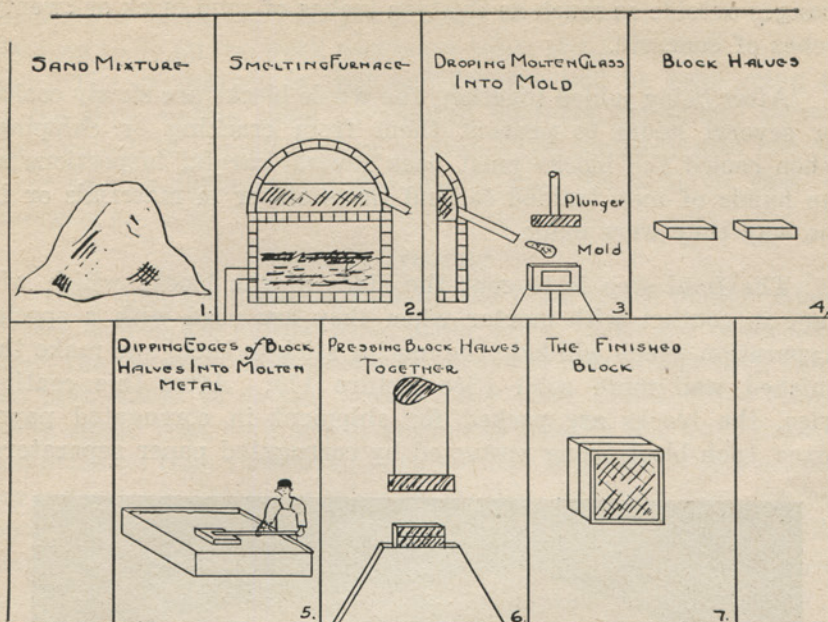 SAND MIXTURE
SMELTING FURNACE
DROPING MOLTEN GLASS
INTO MOLD
BLOCK HALVES
Plunger
Mold
1.
2.
3.
4.
DIPPING EDGES of BLOCK
HALVES INTO MOLTEN
METAL
PRESSING BLOCK HALVES
TOGETHER
THE FINISHED
BLOCK
5.
6.
7.